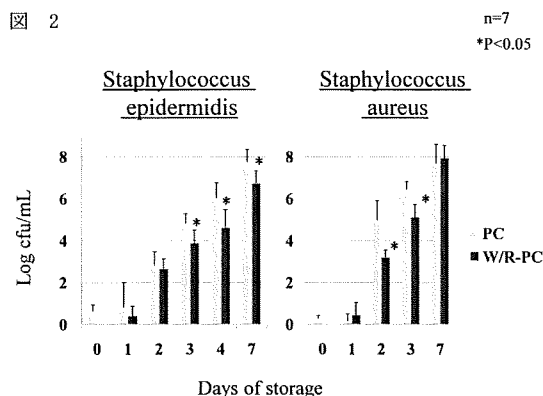 図 2
n=7
*P<0.05
Staphylococcus epidermidis
Staphylococcus aureus
Log cfu/mL
8
6
4
2
0
* * *
0 1 2 3 4 7
8
6
4
2
0
* *
0 1 2 3 7
PC
W/R-PC
Days of storage